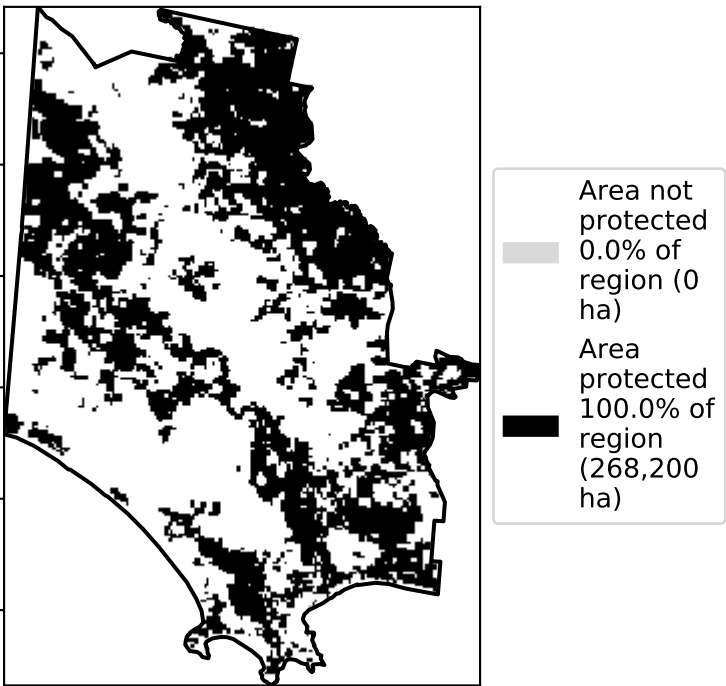 Area not
protected
0.0% of
region (0
ha)
Area
protected
100.0% of
region
(268,200
ha)